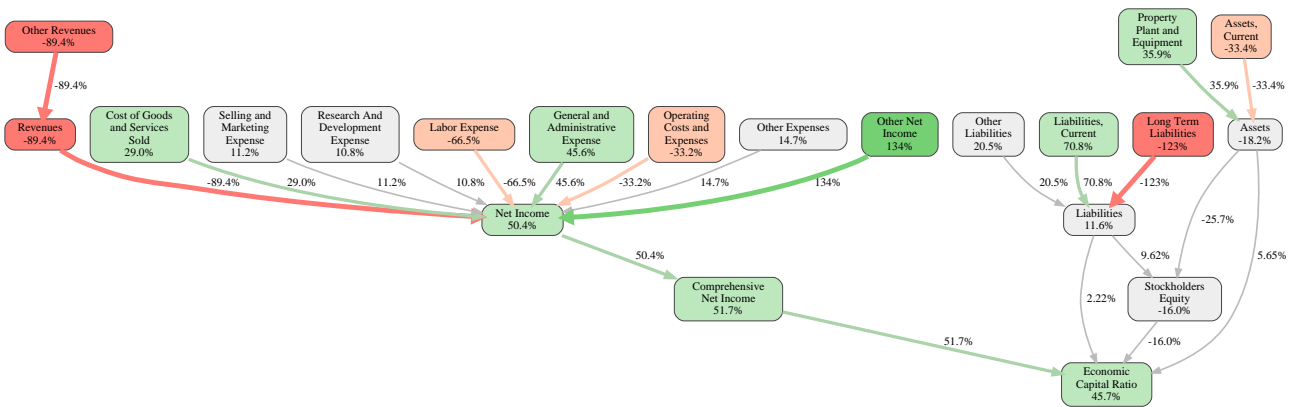 Property
Plant and
Equipment
35.9%
Assets,
Current
-33.4%
Other Revenues
-89.4%
-89.4%
35.9%
-33.4%
Revenues
-89.4%
Cost of Goods
and Services
Sold
29.0%
Selling and
Marketing
Expense
11.2%
Research And
Development
Expense
10.8%
Labor Expense
-66.5%
General and
Administrative
Expense
45.6%
Operating
Costs and
Expenses
-33.2%
Other Expenses
14.7%
Other Net
Income
134%
Other
Liabilities
20.5%
Liabilities,
Current
70.8%
Long Term
Liabilities
-123%
Assets
-18.2%
-89.4%
29.0%
11.2%
10.8%
-66.5%
45.6%
-33.2%
14.7%
134%
20.5%
70.8%
-123%
Net Income
50.4%
Liabilities
11.6%
-25.7%
50.4%
9.62%
5.65%
Comprehensive
Net Income
51.7%
2.22%
Stockholders
Equity
-16.0%
51.7%
-16.0%
Economic
Capital Ratio
45.7%